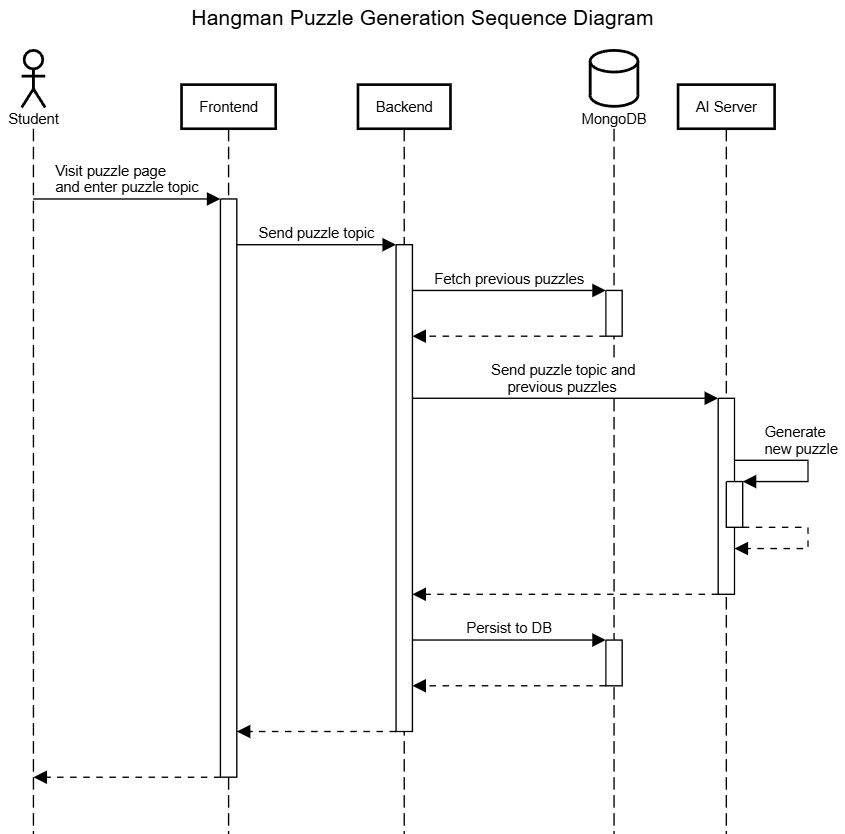 Hangman Puzzle Generation Sequence Diagram
Student
Frontend
Backend
MongoDB
AI Server
Visit puzzle page
and enter puzzle topic
Send puzzle topic
Fetch previous puzzles
Send puzzle topic and
previous puzzles
Generate
new puzzle
Persist to DB